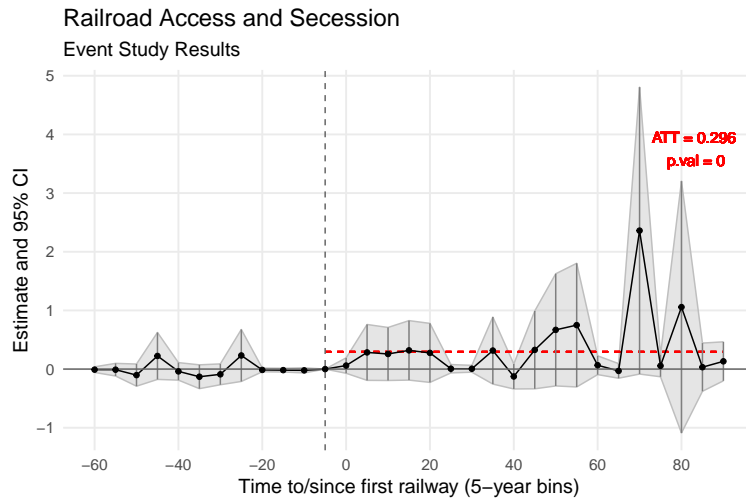 Railroad Access and Secession
Event Study Results
Estimate and 95% CI
5
4
3
2
1
0
−1
ATT = 0.296
p.val = 0
−60 −40 −20 0 20 40 60 80
Time to/since first railway (5−year bins)